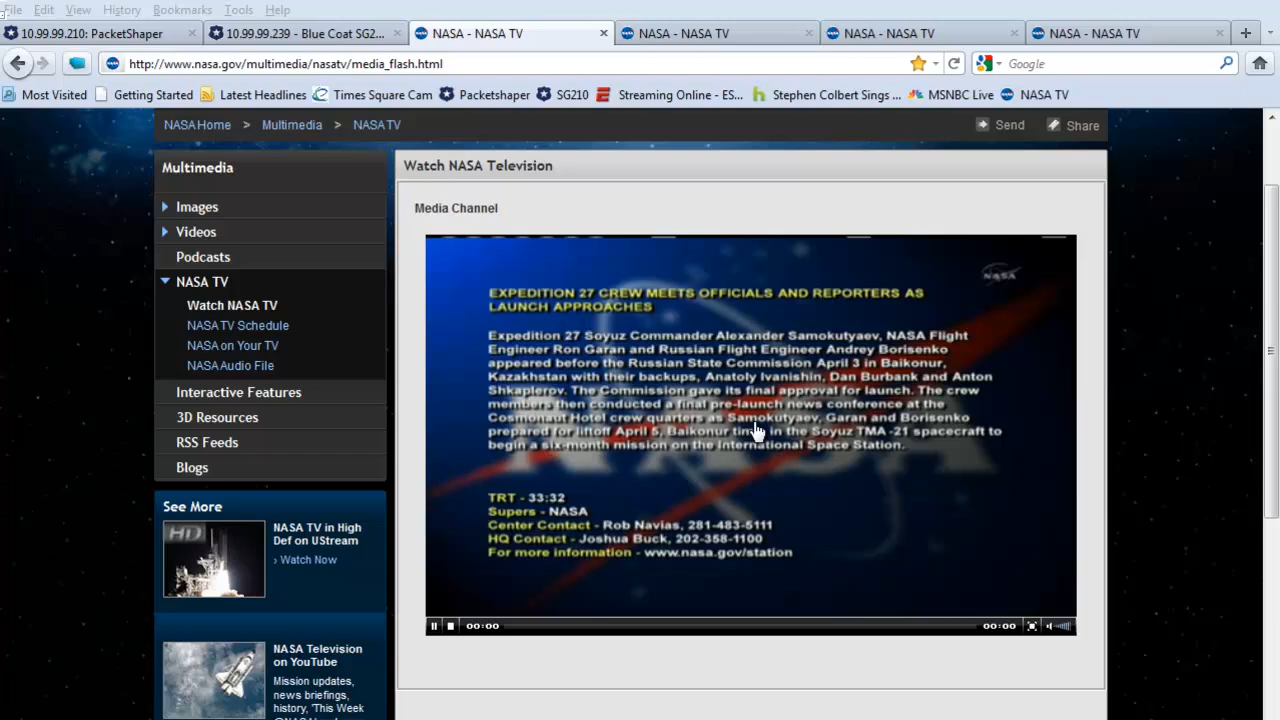 File Edit View History Bookmarks Tools Help
10.99.99.210: PacketShaper
10.99.99.239 - Blue Coat SG2...
NASA - NASA TV
NASA - NASA TV
NASA - NASA TV
NASA - NASA TV
http://www.nasa.gov/multimedia/nasatv/media_flash.html
Google
Most Visited Getting Started Latest Headlines Times Square Cam Packetshaper SG210 Streaming Online - ES... Stephen Colbert Sings ... MSNBC Live NASA TV
NASA Home > Multimedia > NASA TV
Send Share
Multimedia
Images
Videos
Podcasts
NASA TV
Watch NASA TV
NASA TV Schedule
NASA on Your TV
NASA Audio File
Interactive Features
3D Resources
RSS Feeds
Blogs
See More
HD
NASA TV in High
Def on UStream
› Watch Now
NASA Television
on YouTube
Mission updates,
news briefings,
history, 'This Week
Watch NASA Television
Media Channel
NASA
EXPEDITION 27 CREW MEETS OFFICIALS AND REPORTERS AS
LAUNCH APPROACHES
Expedition 27 Soyuz Commander Alexander Samokutyaev, NASA Flight
Engineer Ron Garan and Russian Flight Engineer Andrey Borisenko
appeared before the Russian State Commission April 3 in Baikonur,
Kazakhstan with their backups, Anatoly Ivanishin, Dan Burbank and Anton
Shkaplerov. The Commission gave its final approval for launch. The crew
members then conducted a final pre-launch news conference at the
Cosmonaut Hotel crew quarters as Samokutyaev, Garan and Borisenko
prepared for liftoff April 5, Baikonur time, in the Soyuz TMA -21 spacecraft to
begin a six-month mission on the International Space Station.
TRT - 33:32
Supers - NASA
Center Contact - Rob Navias, 281-483-5111
HQ Contact - Joshua Buck, 202-358-1100
For more information - www.nasa.gov/station
00:00
00:00